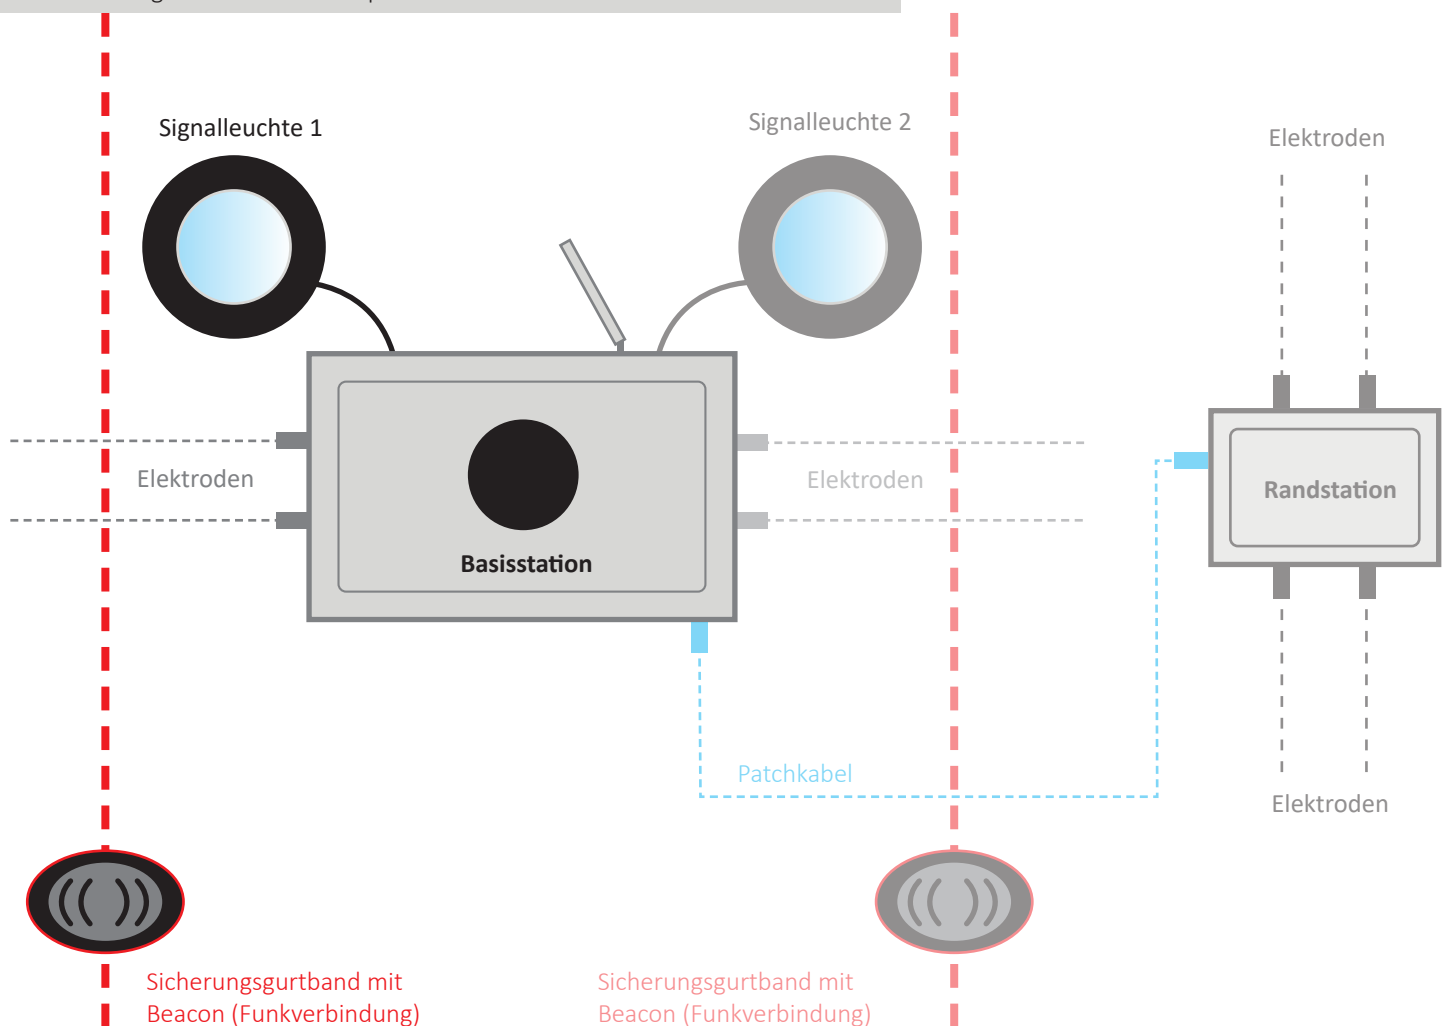 Signalleuchte 1
Signalleuchte 2
Elektroden
Elektroden
Elektroden
Randstation
Basisstation
Patchkabel
Elektroden
Sicherungsgurtband mit
Beacon (Funkverbindung)
Sicherungsgurtband mit
Beacon (Funkverbindung)